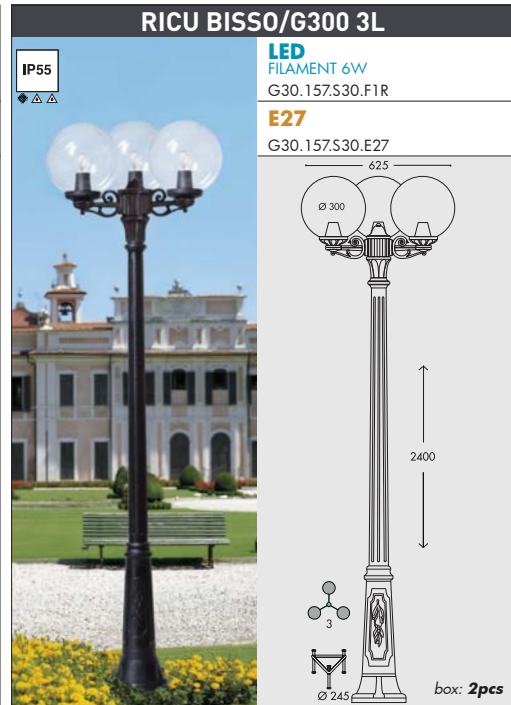 RICU BISSO/G300 3L
IP55
LED
FILAMENT 6W
G30.157.S30.F1R
E27
G30.157.S30.E27
625
Ø 300
2400
3
Ø 245
box: 2pcs